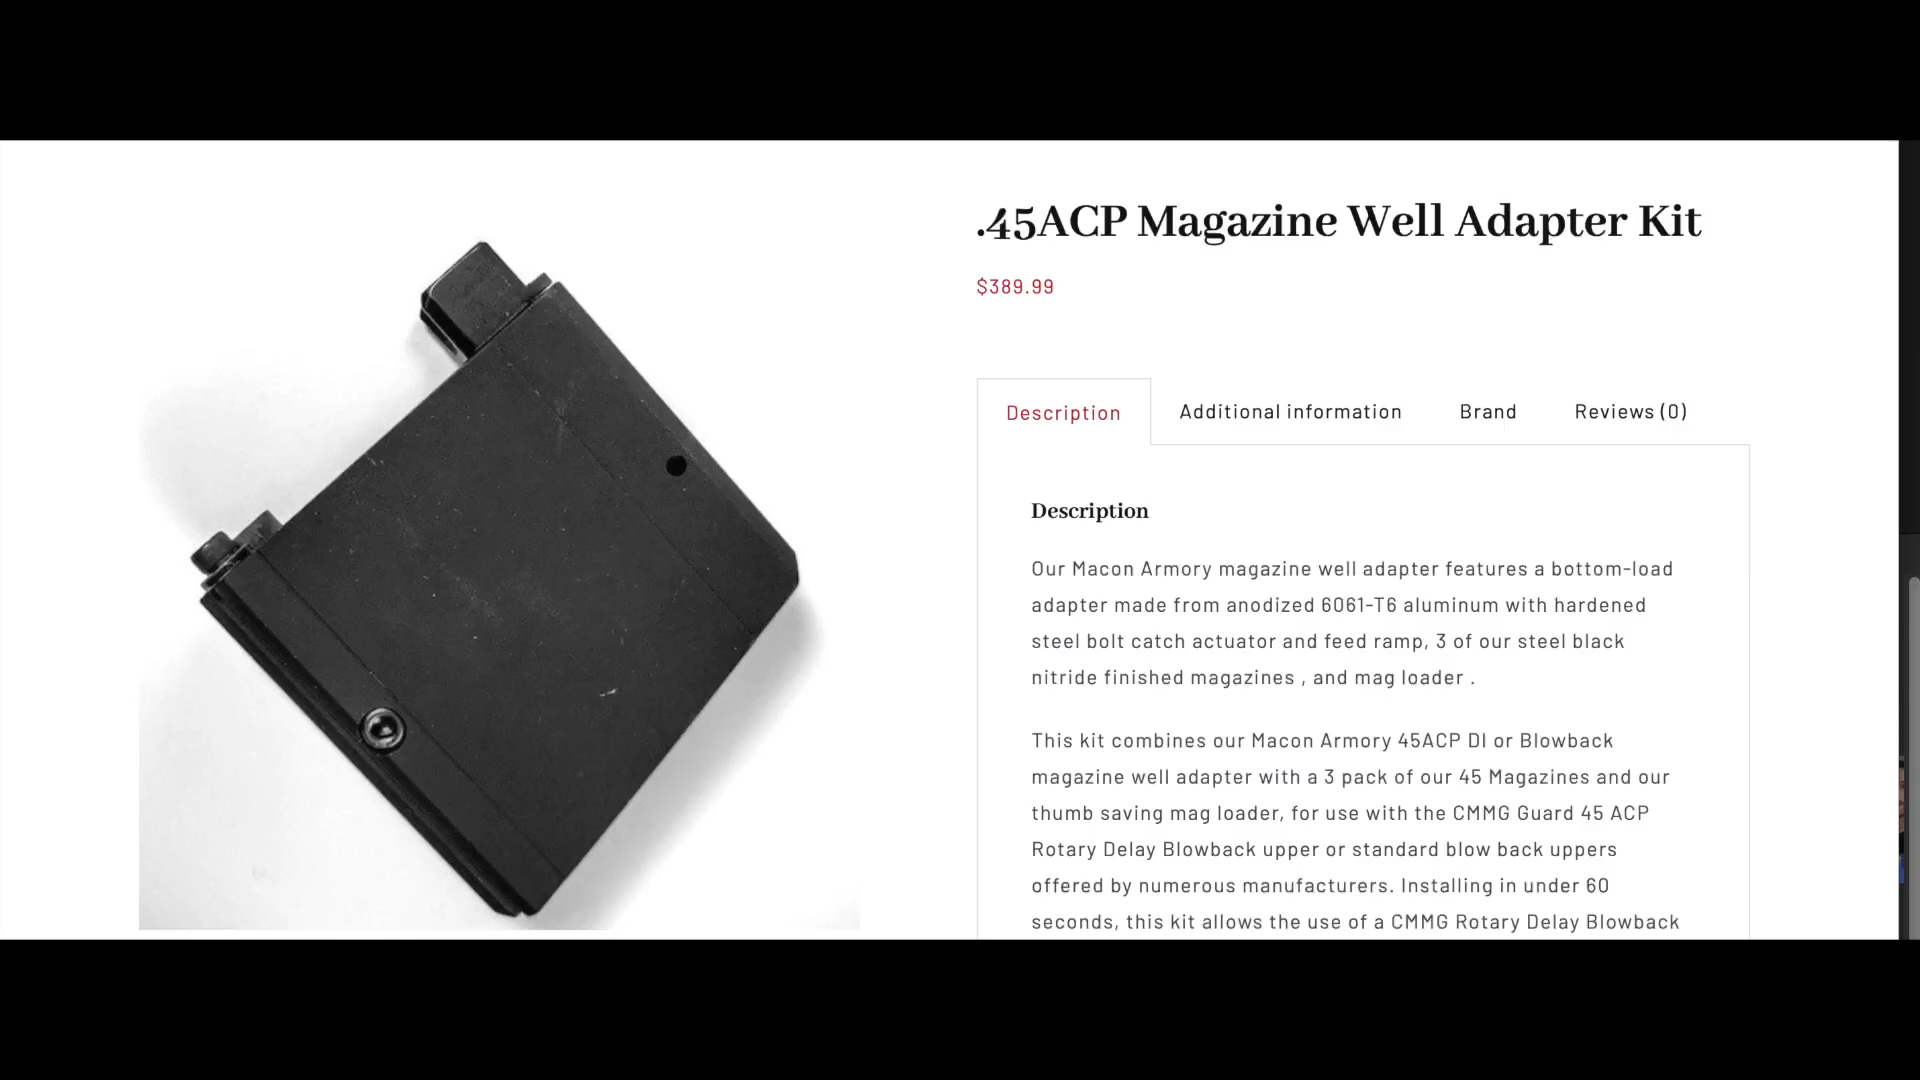 .45ACP Magazine Well Adapter Kit
$389.99
Description
Additional information
Brand
Reviews (0)
Description
Our Macon Armory magazine well adapter features a bottom-load
adapter made from anodized 6061-T6 aluminum with hardened
steel bolt catch actuator and feed ramp, 3 of our steel black
nitride finished magazines , and mag loader .
This kit combines our Macon Armory 45ACP DI or Blowback
magazine well adapter with a 3 pack of our 45 Magazines and our
thumb saving mag loader, for use with the CMMG Guard 45 ACP
Rotary Delay Blowback upper or standard blow back uppers
offered by numerous manufacturers. Installing in under 60
seconds, this kit allows the use of a CMMG Rotary Delay Blowback